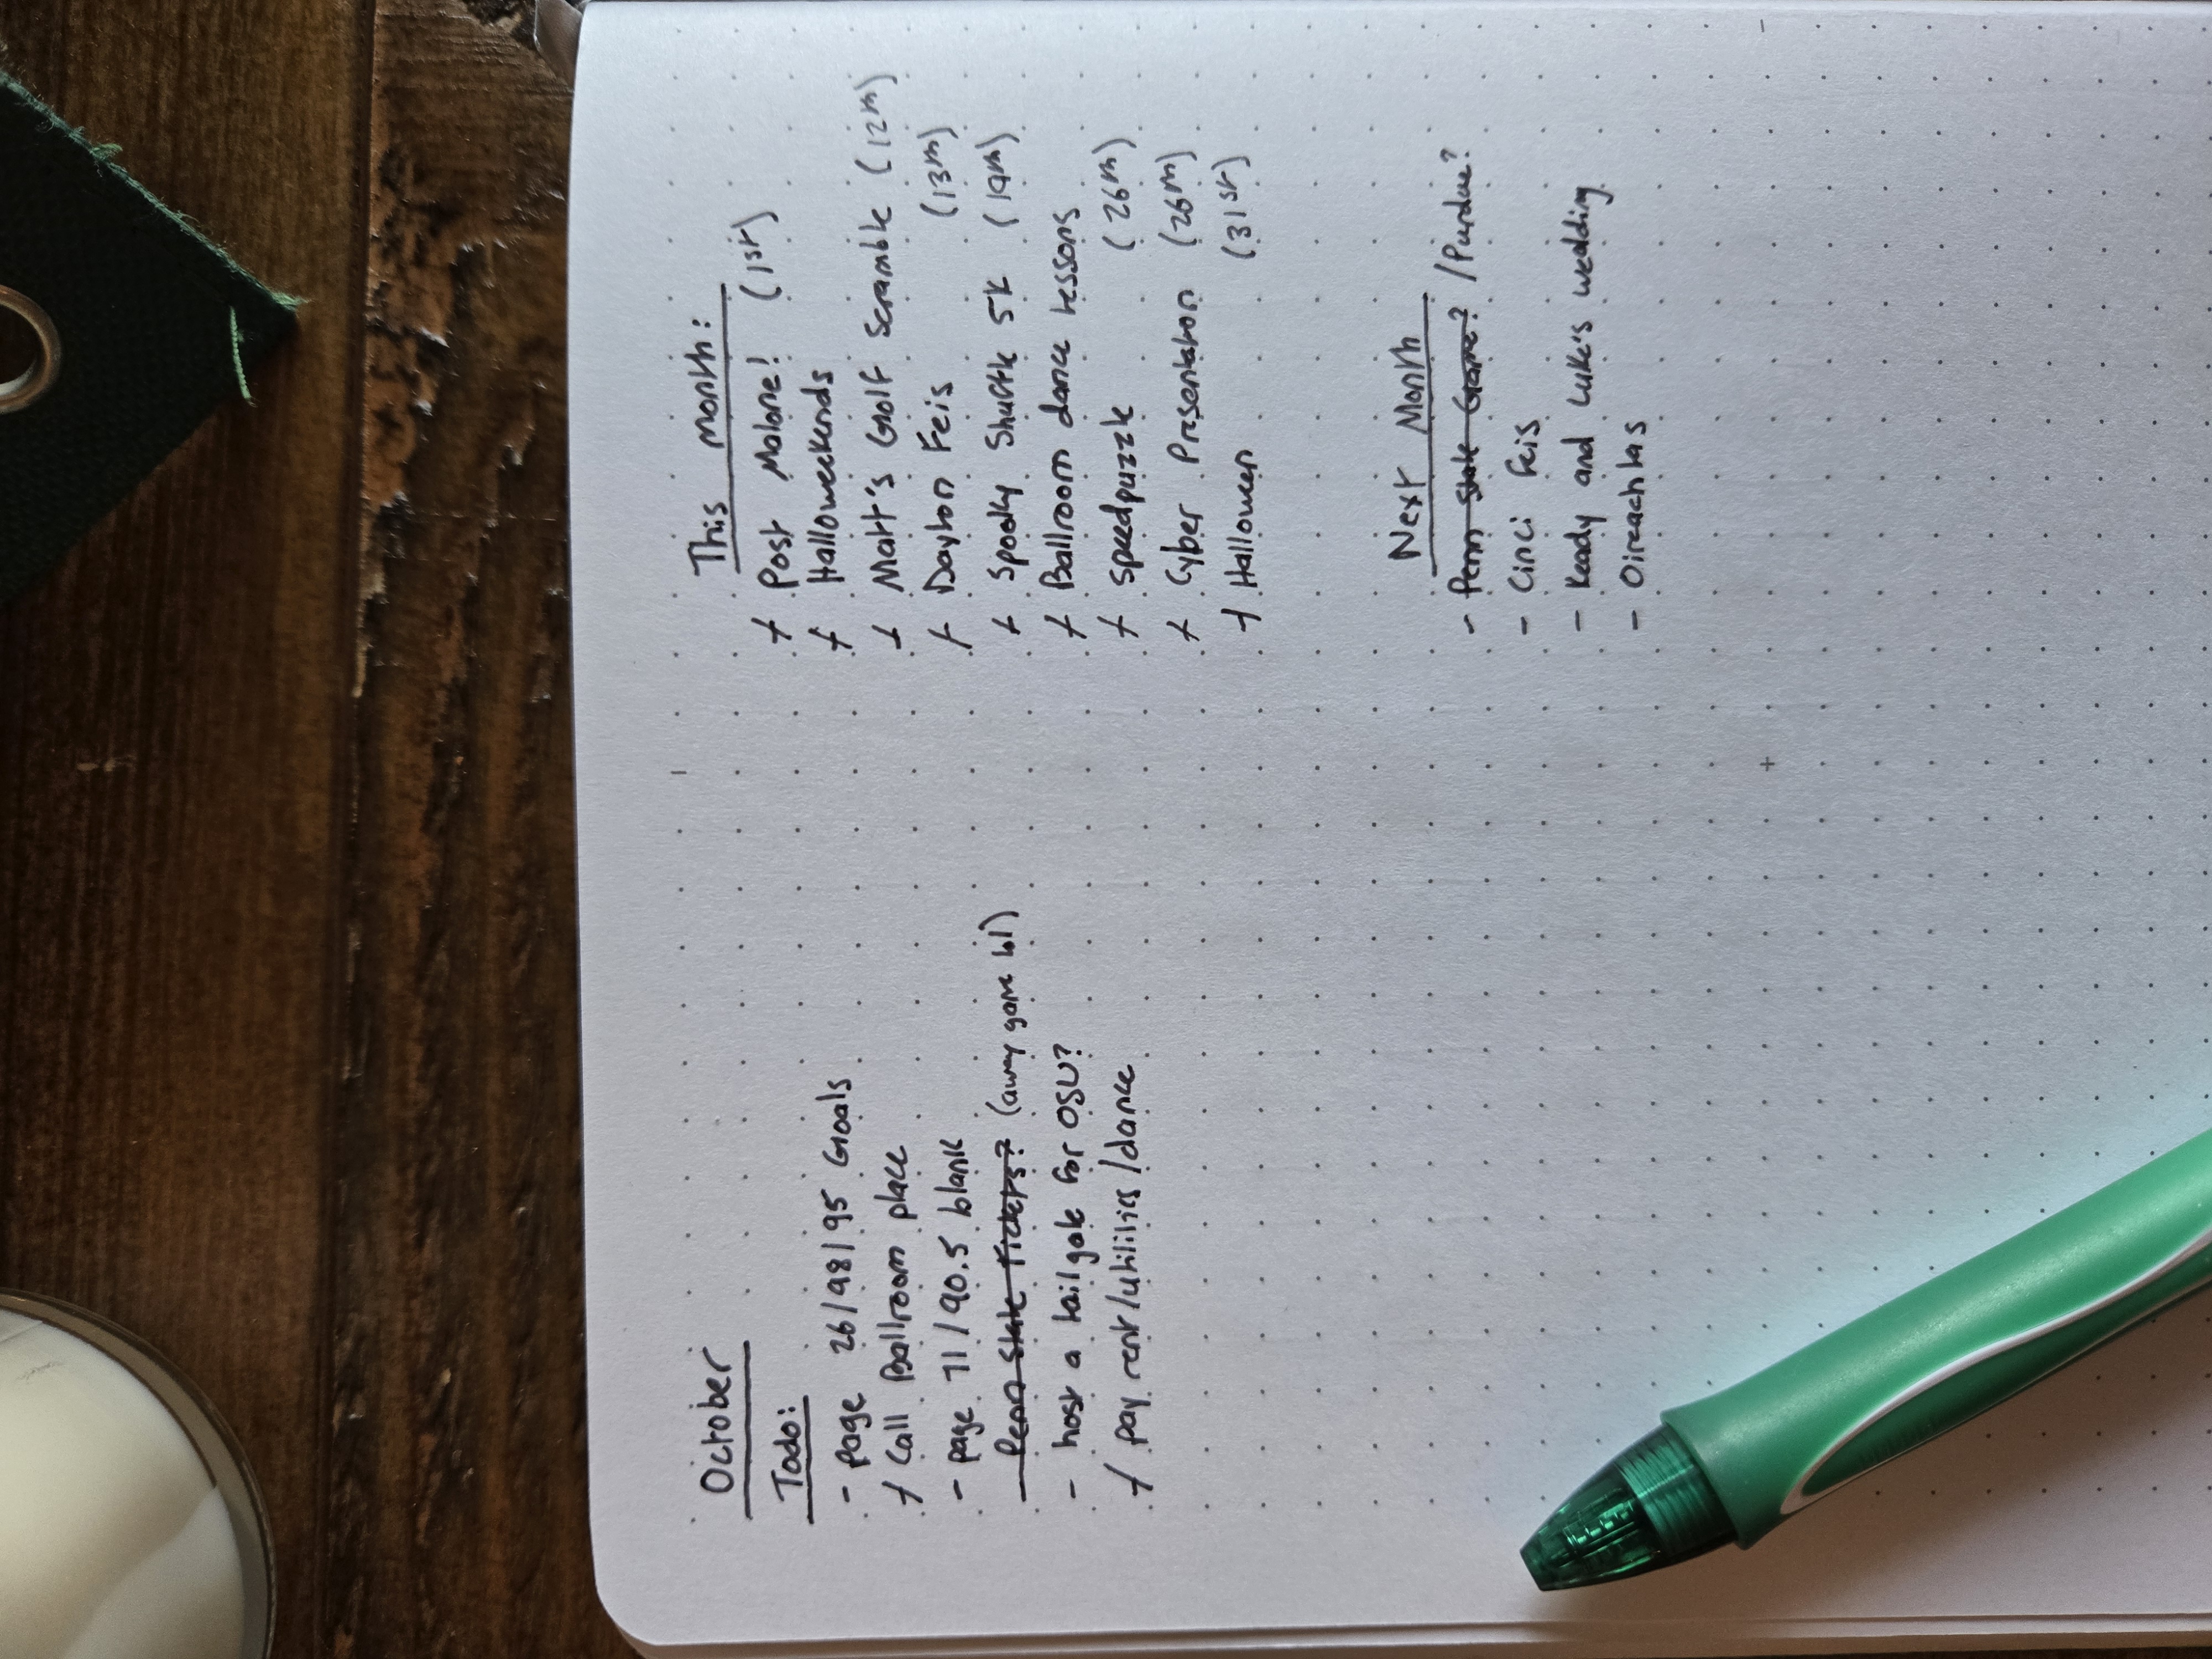 October
Todo:
- page 26/98/95 Goals
+ Call Ballroom place
- page 71/90.5 blank
- Penn State Tickets? (away game lol)
- host a tailgate for OSU?
+ pay rent/utilities/dance
This month:
+ Post Malone! (1st)
+ Halloweekends
+ Matt's Golf Scramble (12th)
+ Dayton Feis (13th)
+ Spooky Shuffle 5K (19th)
+ Ballroom dance Lessons
+ Speedpuzzle (26th)
+ Cyber Presentation (26th)
+ Halloween (31st)
Next Month
- Penn State Game? /Purdue?
- Cinci Feis
- Keady and Luke's wedding
- Oireachtas